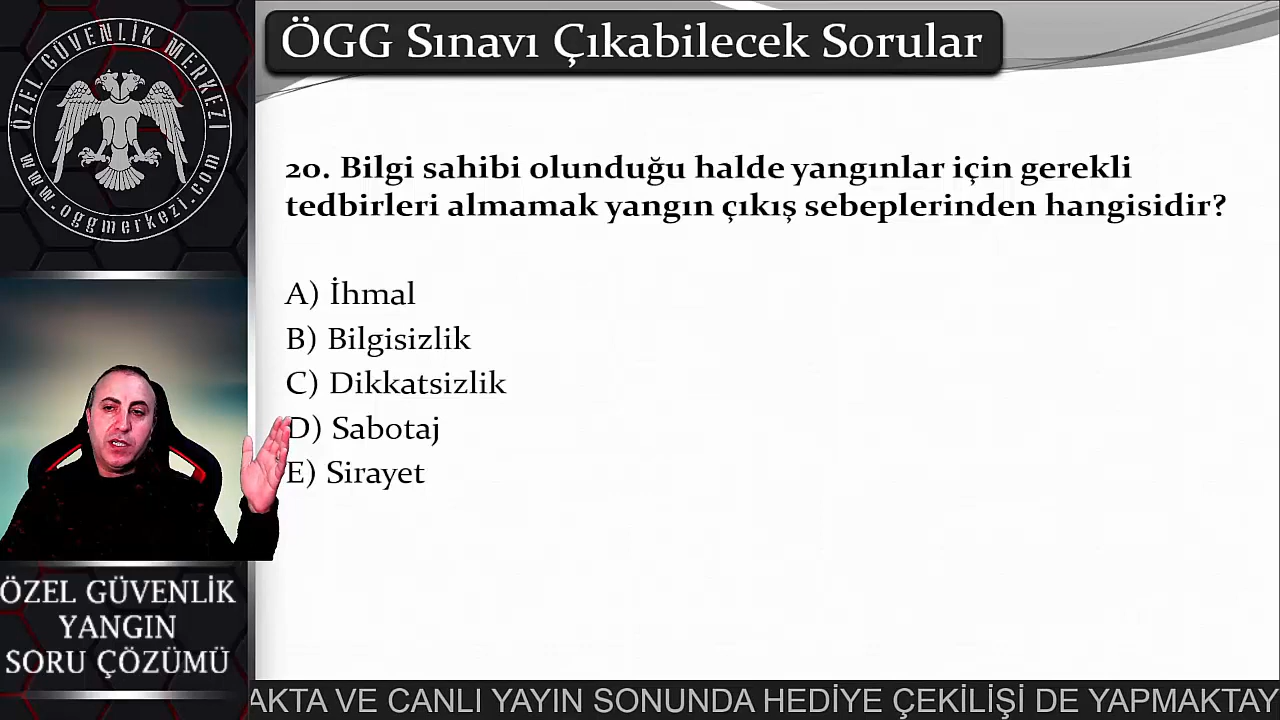 ÖGG Sınavı Çıkabilecek Sorular
ÖZEL GÜVENLİK MERKEZİ
www.oggmerkezi.com
20. Bilgi sahibi olunduğu halde yangınlar için gerekli
tedbirleri almamak yangın çıkış sebeplerinden hangisidir?
A) İhmal
B) Bilgisizlik
C) Dikkatsizlik
D) Sabotaj
E) Sirayet
ÖZEL GÜVENLİK
YANGIN
SORU ÇÖZÜMÜ
AKTA VE CANLI YAYIN SONUNDA HEDİYE ÇEKİLİŞİ DE YAPMAKTAY